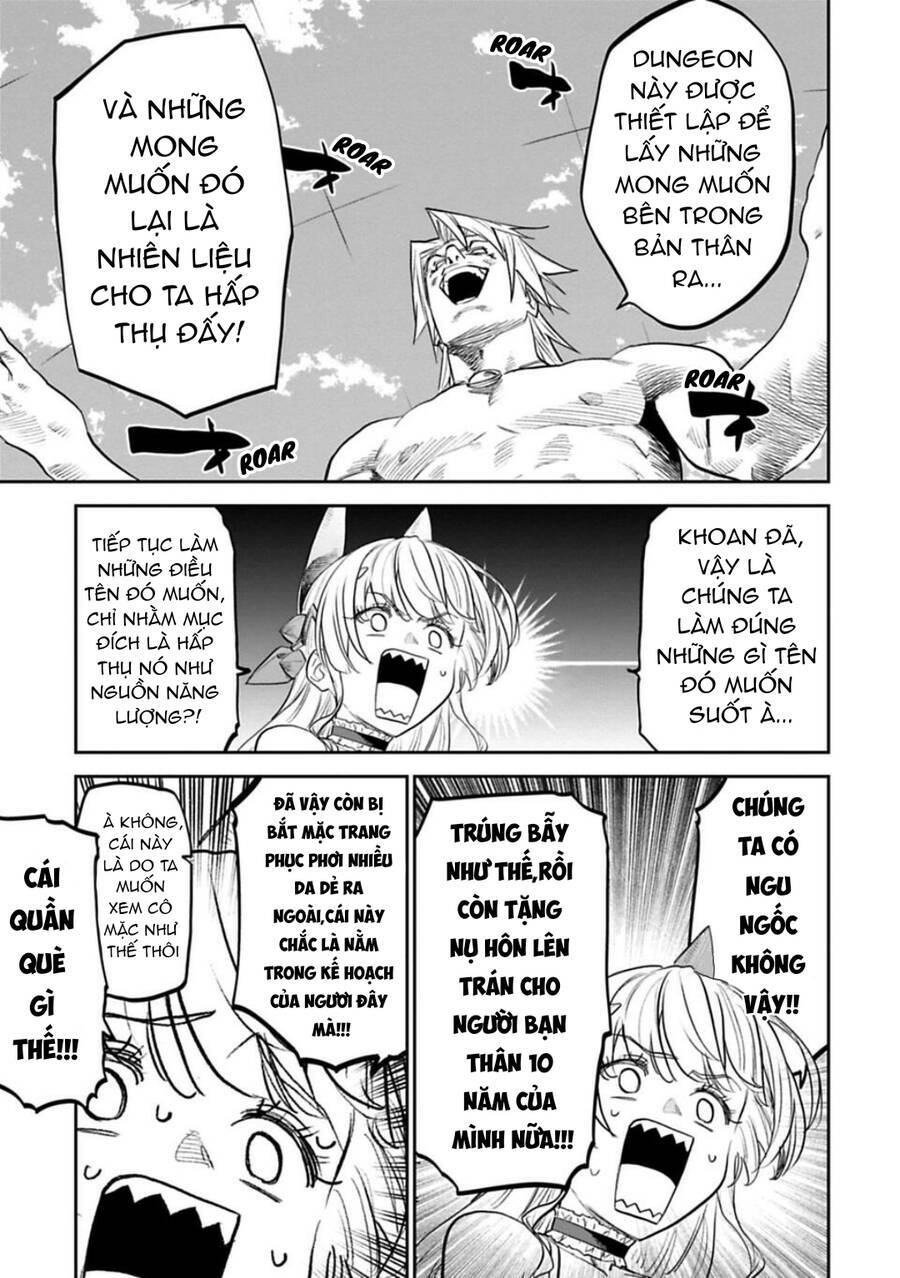 DUNGEON
NÀY ĐƯỢC
THIẾT LẬP ĐỂ
LẤY NHỮNG
MONG MUỐN
BÊN TRONG
BẢN THÂN
RA...
ROAR
ROAR
VÀ NHỮNG
MONG
MUỐN ĐÓ
LẠI LÀ
NHIÊN LIỆU
CHO TA HẤP
THỤ ĐẤY!
ROAR
ROAR
KHOAN ĐÃ,
VẬY LÀ
CHÚNG TA
LÀM ĐÚNG
NHỮNG GÌ TÊN
ĐÓ MUỐN
SUỐT À...
TIẾP TỤC LÀM
NHỮNG ĐIỀU
TÊN ĐÓ MUỐN,
CHỈ NHẰM MỤC
ĐÍCH LÀ HẤP
THỤ NÓ NHƯ
NGUỒN NĂNG
LƯỢNG?!
CHÚNG
TA CÓ
NGU
NGỐC
KHÔNG
VẬY!!
TRÚNG BẪY
NHƯ THẾ,RỒI
CÒN TẶNG
NỤ HÔN LÊN
TRÁN CHO
NGƯỜI BẠN
THÂN 10
NĂM CỦA
MÌNH NỮA!!!
ĐÃ VẬY CÒN BỊ
BẮT MẶC TRANG
PHỤC PHƠI NHIỀU
DA DẺ RA
NGOÀI,CÁI NÀY
CHẮC LÀ NẰM
TRONG KẾ HOẠCH
CỦA NGƯƠI ĐÂY
MÀ!!!
À KHÔNG,
CÁI NÀY
LÀ DO TA
MUỐN
XEM CÔ
MẶC NHƯ
THẾ THÔI
CÁI
QUẦN
QUÈ
GÌ
THẾ!!!